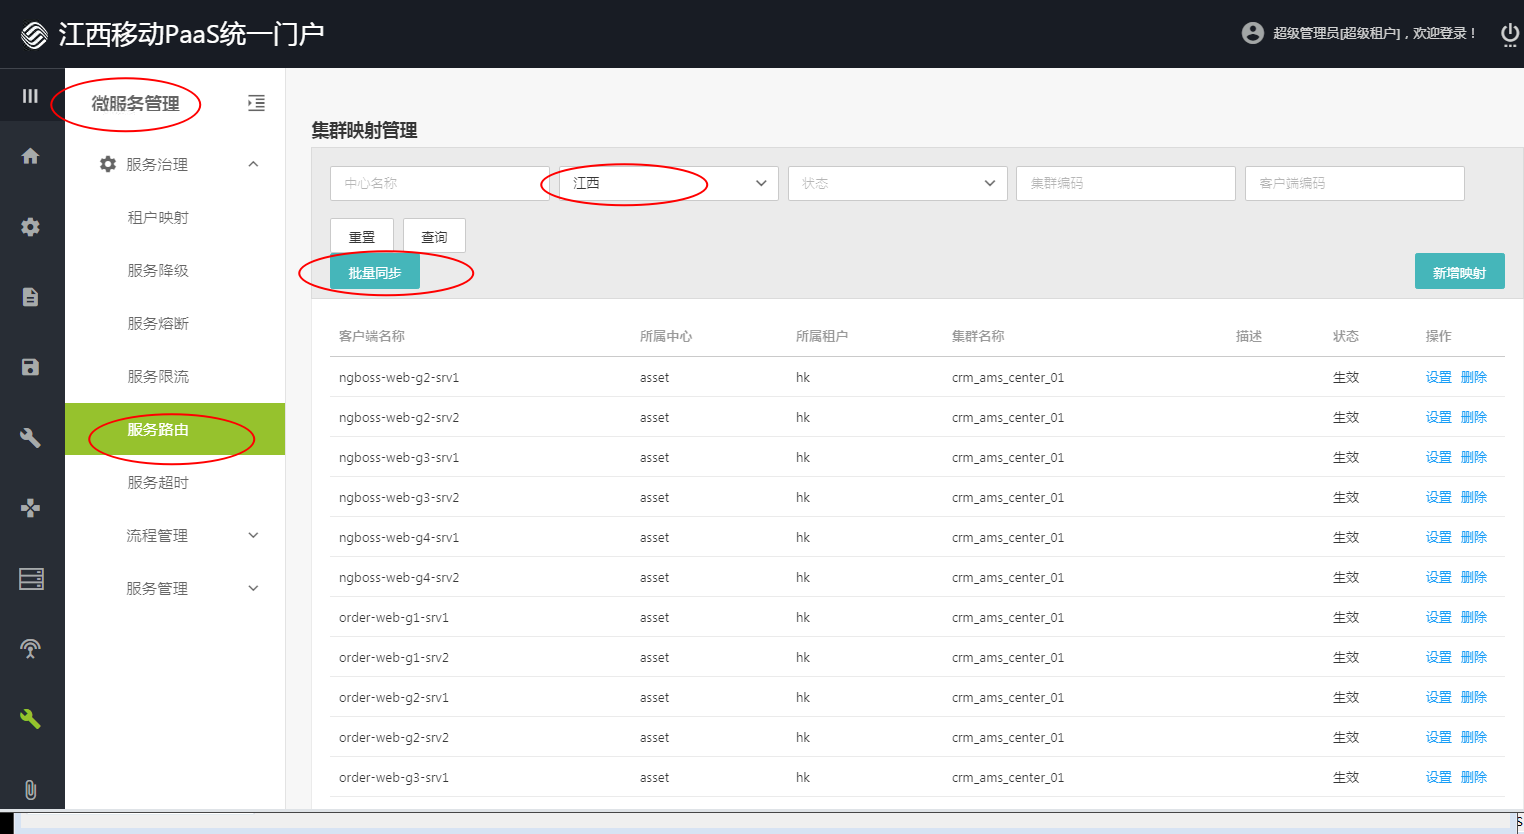 江西移动PaaS统一门户
超级管理员[超级租户]，欢迎登录！
微服务管理
服务治理
租户映射
服务降级
服务熔断
服务限流
服务路由
服务超时
流程管理
服务管理
集群映射管理
中心名称 江西 状态 集群编码 客户端编码
重置 查询
批量同步 新增映射
客户端名称 所属中心 所属租户 集群名称 描述 状态 操作
ngboss-web-g2-srv1 asset hk crm_ams_center_01 生效 设置 删除
ngboss-web-g2-srv2 asset hk crm_ams_center_01 生效 设置 删除
ngboss-web-g3-srv1 asset hk crm_ams_center_01 生效 设置 删除
ngboss-web-g3-srv2 asset hk crm_ams_center_01 生效 设置 删除
ngboss-web-g4-srv1 asset hk crm_ams_center_01 生效 设置 删除
ngboss-web-g4-srv2 asset hk crm_ams_center_01 生效 设置 删除
order-web-g1-srv1 asset hk crm_ams_center_01 生效 设置 删除
order-web-g1-srv2 asset hk crm_ams_center_01 生效 设置 删除
order-web-g2-srv1 asset hk crm_ams_center_01 生效 设置 删除
order-web-g2-srv2 asset hk crm_ams_center_01 生效 设置 删除
order-web-g3-srv1 asset hk crm_ams_center_01 生效 设置 删除